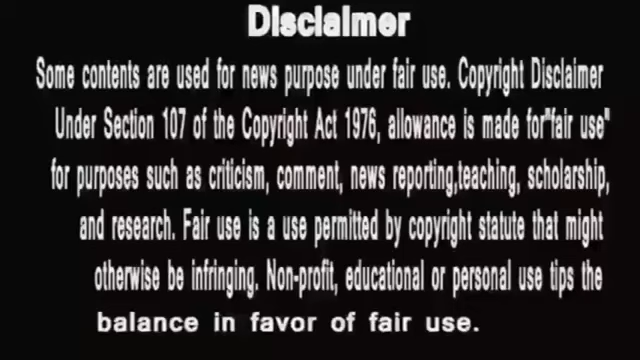 Disclaimer
Some contents are used for news purpose under fair use. Copyright Disclaimer
Under Section 107 of the Copyright Act 1976, allowance is made for"fair use"
for purposes such as criticism, comment, news reporting,teaching, scholarship,
and research. Fair use is a use permitted by copyright statute that might
otherwise be infringing. Non-profit, educational or personal use tips the
balance in favor of fair use.